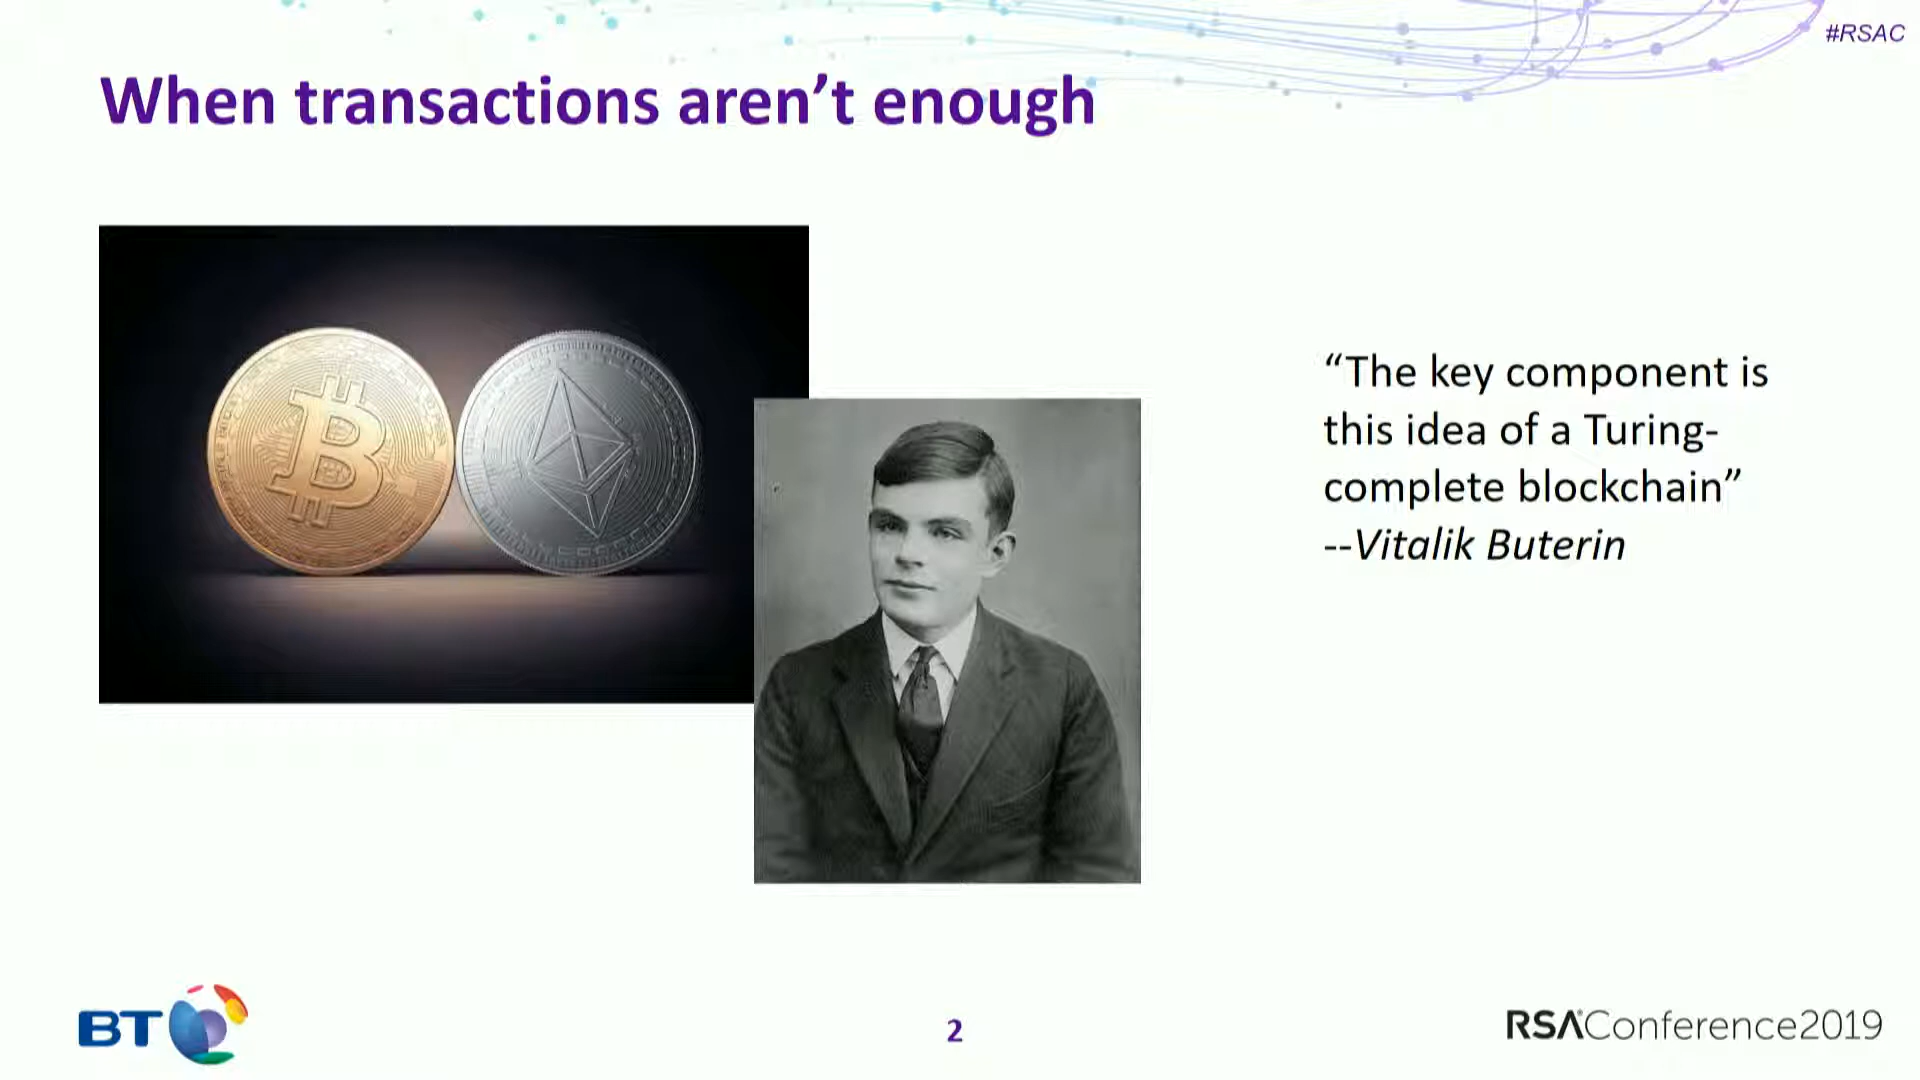 #RSAC
When transactions aren’t enough
“The key component is
this idea of a Turing-
complete blockchain”
--Vitalik Buterin
BT
2
RSAConference2019